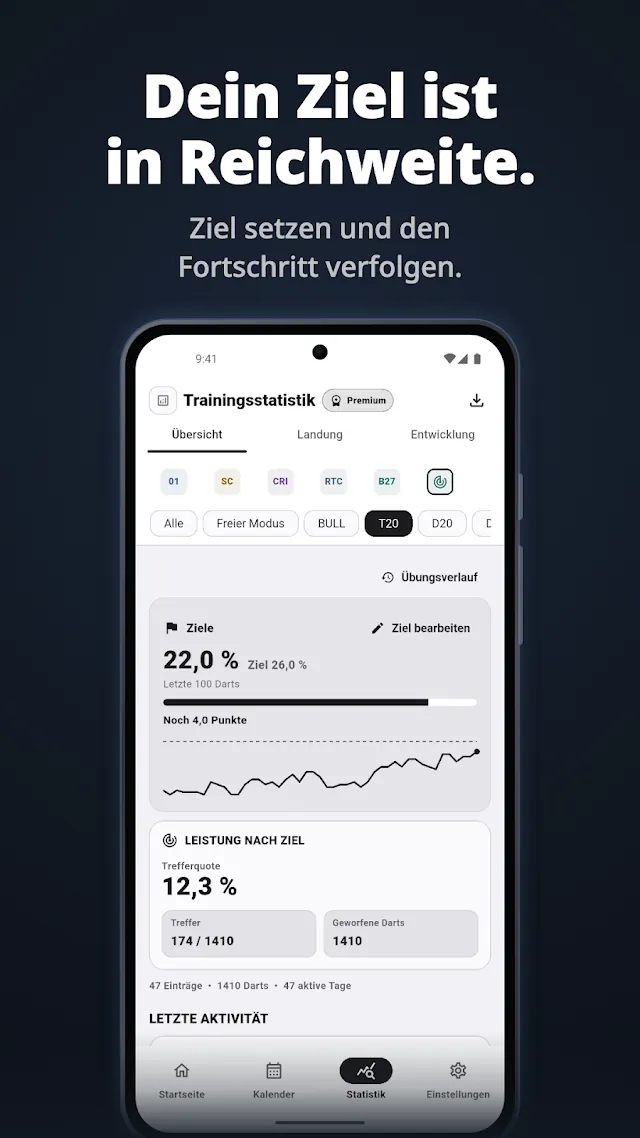 Dein Ziel ist
in Reichweite.
Ziel setzen und den
Fortschritt verfolgen.
9:41
Trainingsstatistik Premium
Übersicht Landung Entwicklung
01 SC CRI RTC B27
Alle Freier Modus BULL T20 D20 D
Übungsverlauf
Ziele Ziel bearbeiten
22,0 % Ziel 26,0 %
Letzte 100 Darts
Noch 4,0 Punkte
LEISTUNG NACH ZIEL
Trefferquote
12,3 %
Treffer Geworfene Darts
174 / 1410 1410
47 Einträge • 1410 Darts • 47 aktive Tage
LETZTE AKTIVITÄT
Startseite Kalender Statistik Einstellungen